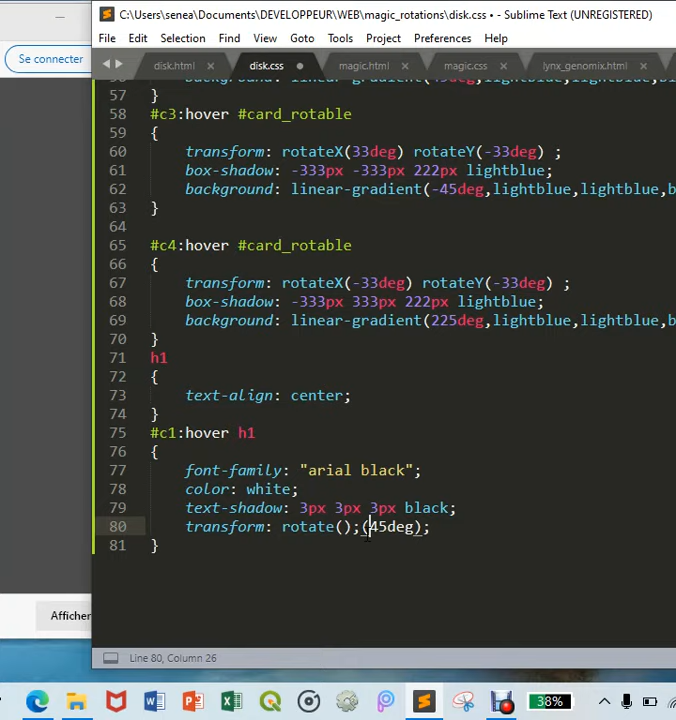 C:\Users\senea\Documents\DEVELOPPEUR\WEB\magic_rotations\disk.css • - Sublime Text (UNREGISTERED)
File Edit Selection Find View Goto Tools Project Preferences Help
Se connecter
disk.html × disk.css magic.html × magic.css × lynx_genomix.html ×
57 }
58 #c3:hover #card_rotable
59 {
60 transform: rotateX(33deg) rotateY(-33deg) ;
61 box-shadow: -333px -333px 222px lightblue;
62 background: linear-gradient(-45deg,lightblue,lightblue,b
63 }
64
65 #c4:hover #card_rotable
66 {
67 transform: rotateX(-33deg) rotateY(-33deg) ;
68 box-shadow: -333px 333px 222px lightblue;
69 background: linear-gradient(225deg,lightblue,lightblue,b
70 }
71 h1
72 {
73 text-align: center;
74 }
75 #c1:hover h1
76 {
77 font-family: "arial black";
78 color: white;
79 text-shadow: 3px 3px 3px black;
80 transform: rotate();(45deg);
81 }
Afficher
Line 80, Column 26
38%